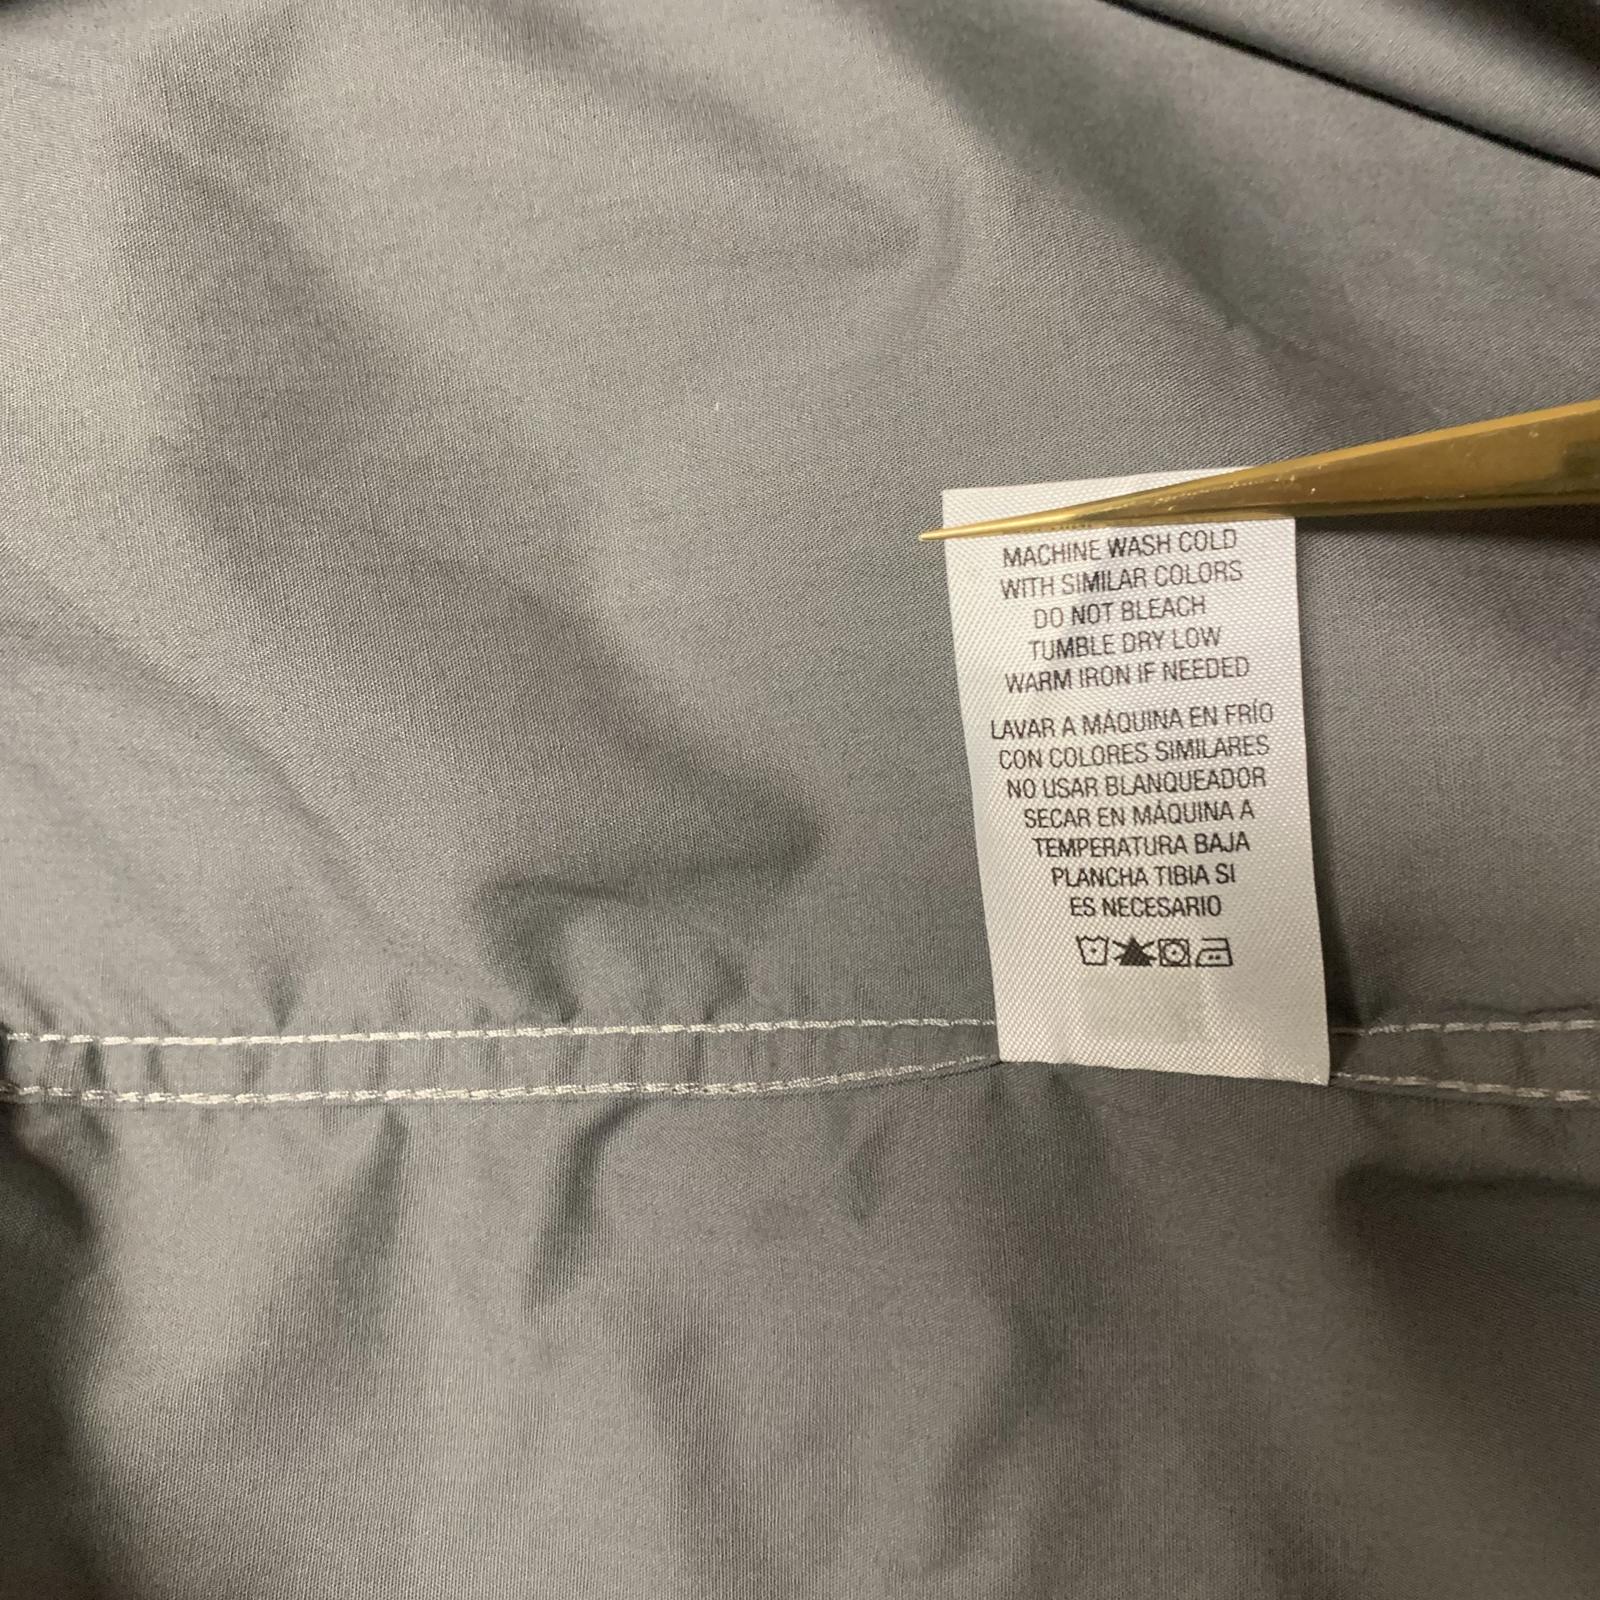 MACHINE WASH COLD
WITH SIMILAR COLORS
DO NOT BLEACH
TUMBLE DRY LOW
WARM IRON IF NEEDED
LAVAR A MÁQUINA EN FRÍO
CON COLORES SIMILARES
NO USAR BLANQUEADOR
SECAR EN MÁQUINA A
TEMPERATURA BAJA
PLANCHA TIBIA SI
ES NECESARIO